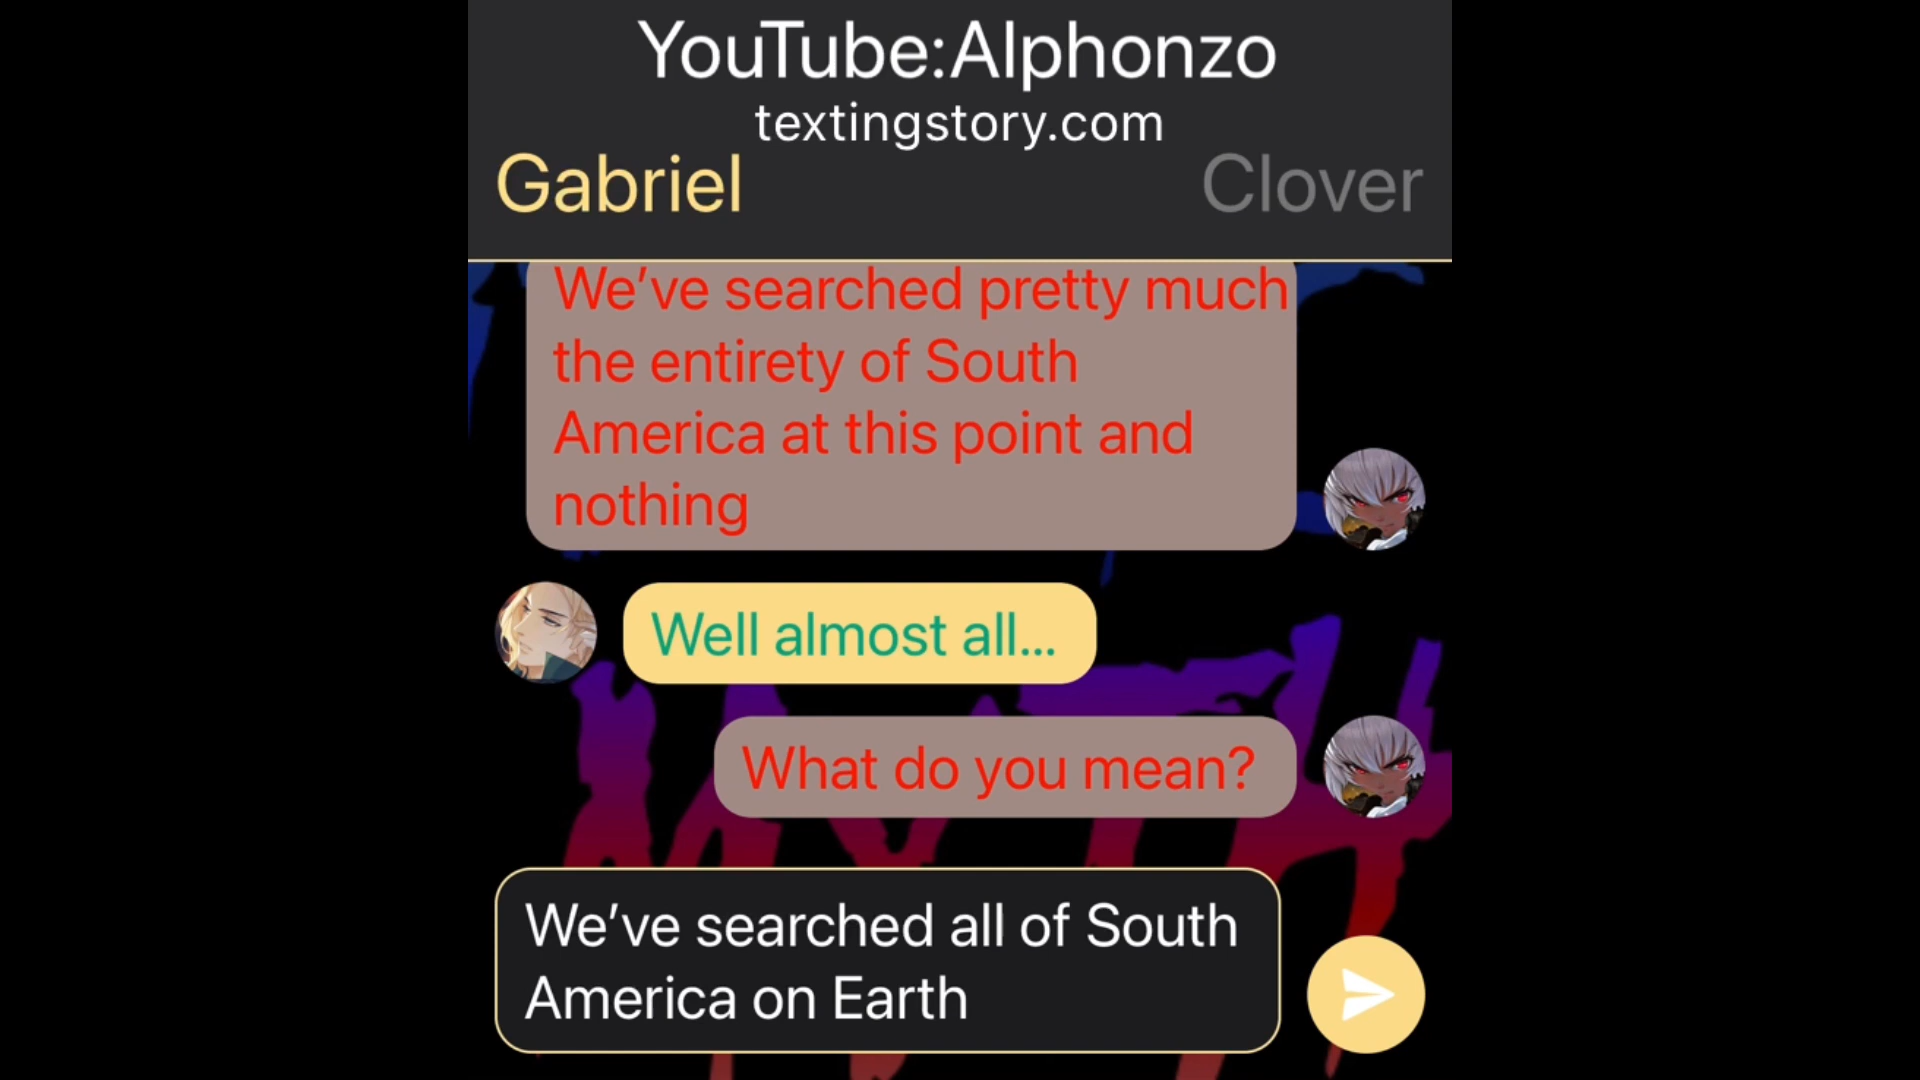 YouTube:Alphonzo
textingstory.com
Gabriel
Clover
We’ve searched pretty much
the entirety of South
America at this point and
nothing
Well almost all...
What do you mean?
We’ve searched all of South
America on Earth